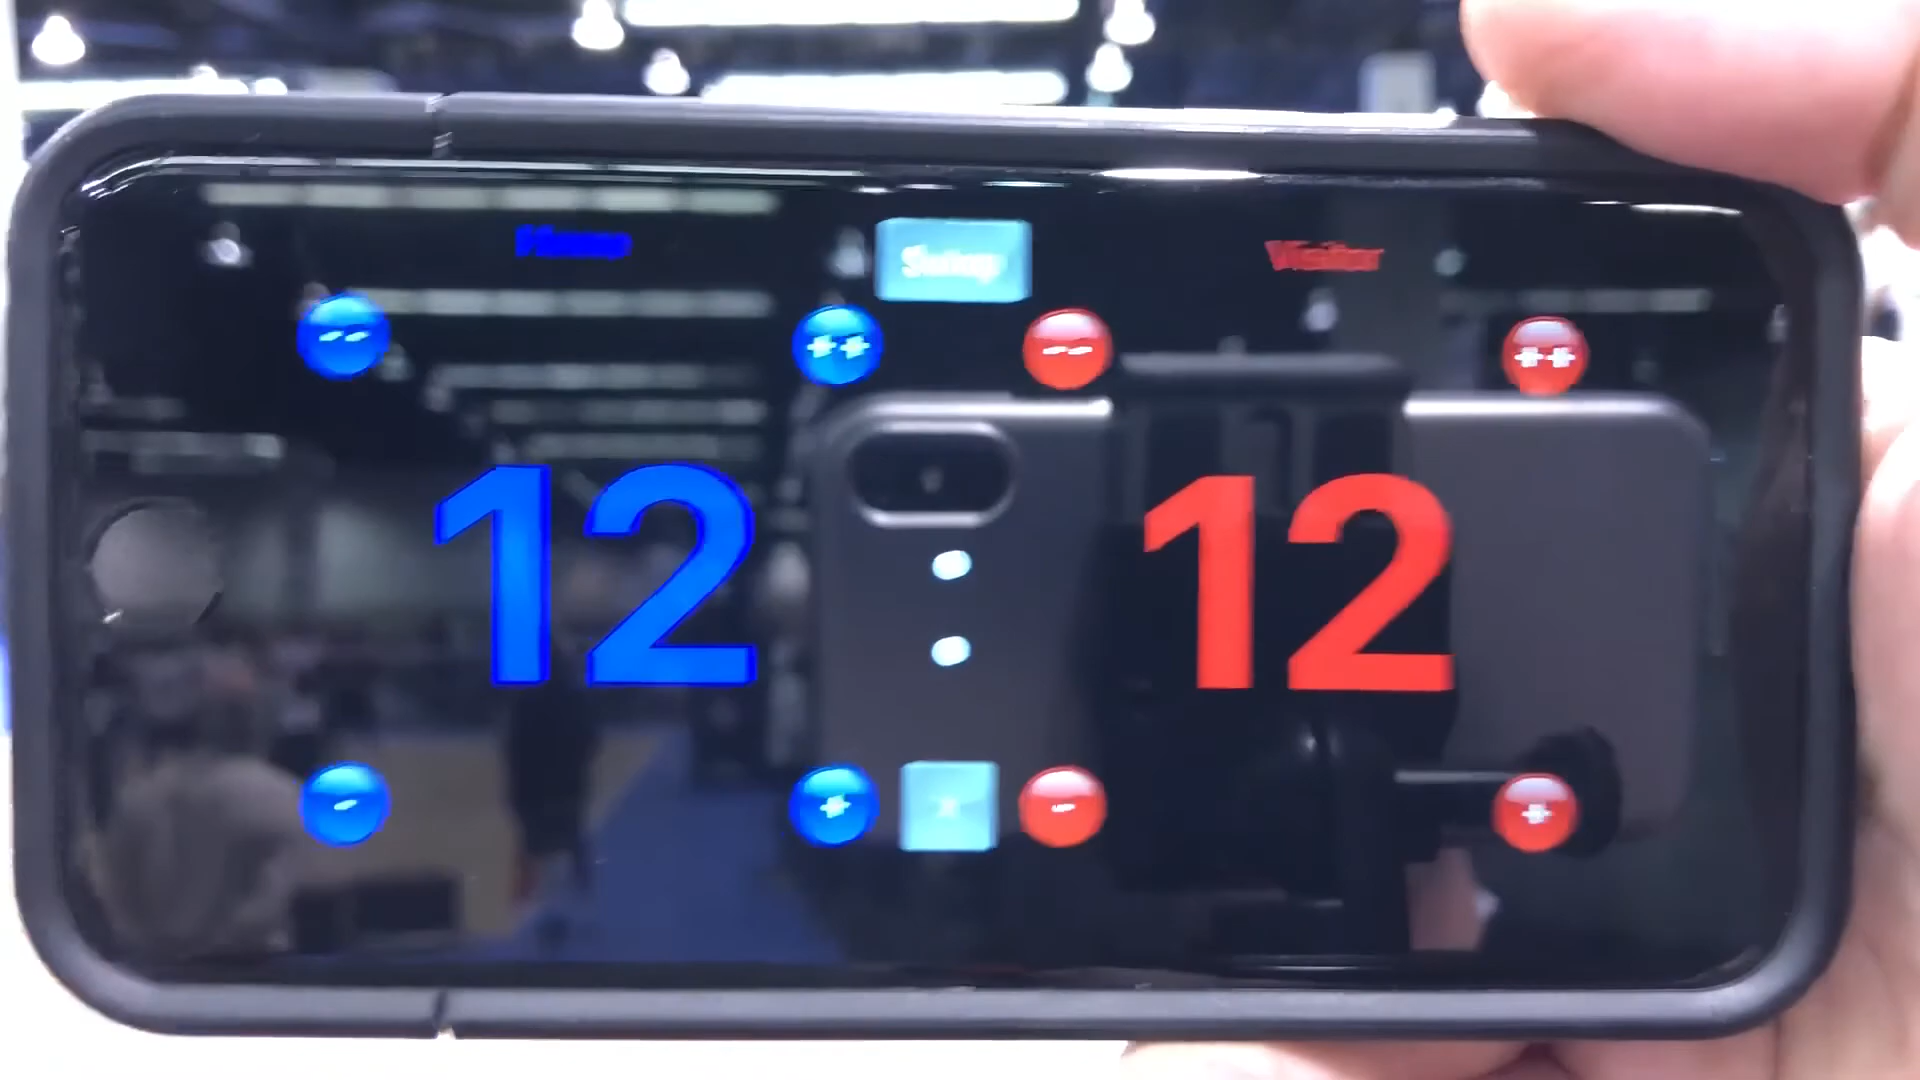 Home
Setup
Visitor
--
++
--
++
12 : 12
-
+
-
+